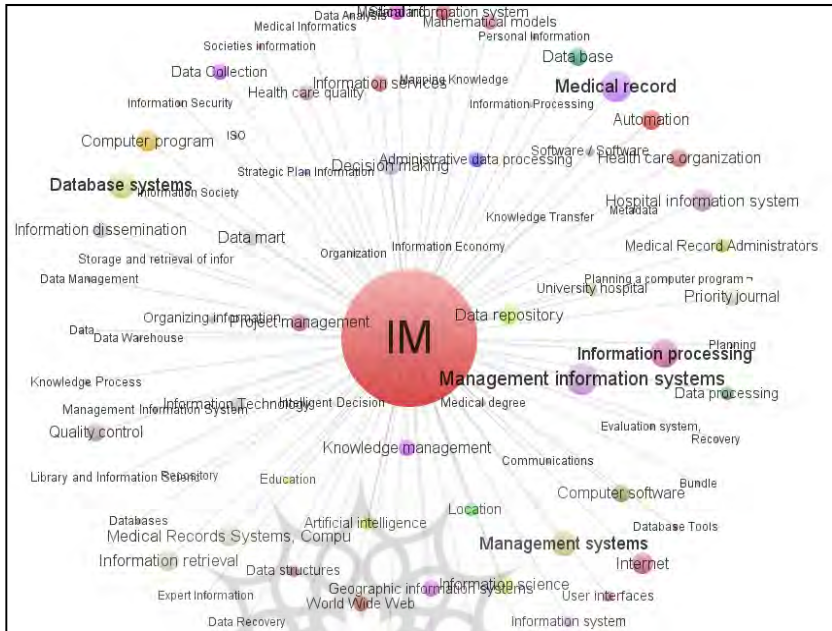 Data Analysis
information system
Medical Informatics
Mathematical models
Personal Information
Societies information
Data base
Data Collection
Information services
Mapping Knowledge
Medical record
Health care quality
Information Security
Information Processing
Automation
Computer program
ISO
Software / Software
Administrative data processing
Health care organization
Decision making
Strategic Plan Information
Database systems
Information Society
Hospital information system
Knowledge Transfer
Metadata
Information dissemination
Data mart
Information Economy
Medical Record Administrators
Organization
Storage and retrieval of infor
Data Management
Planning a computer program ¬
University hospital
Priority journal
Organizing information
Project management
Data repository
Data
Data Warehouse
IM
Planning
Information processing
Management information systems
Knowledge Process
Data processing
Information Technology
Intelligent Decision
Medical degree
Management Information System
Quality control
Evaluation system,
Recovery
Knowledge management
Communications
Library and Information Scienc
Repository
Education
Bundle
Computer software
Location
Databases
Artificial intelligence
Database Tools
Medical Records Systems, Compu
Management systems
Information retrieval
Internet
Data structures
Geographic information systems
Information science
Expert Information
World Wide Web
User interfaces
Data Recovery
Information system